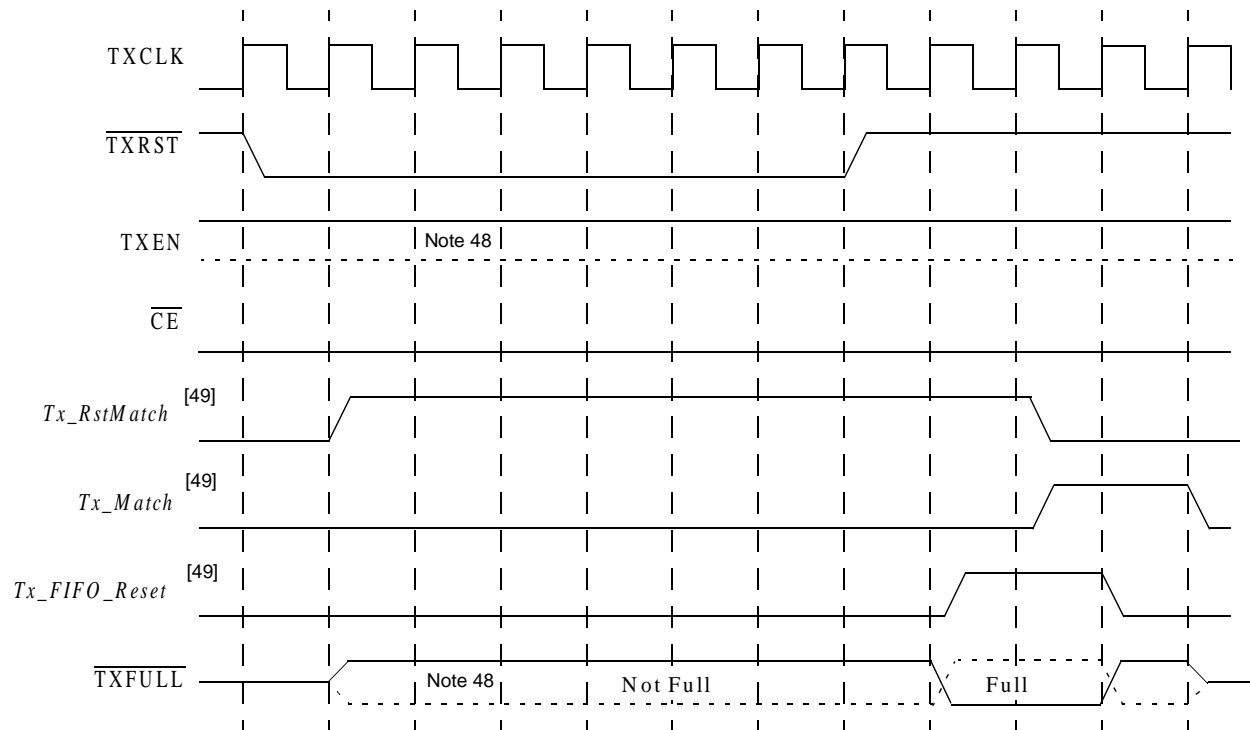 TXCLK
TXRST
TXEN
Note 48
CE
Tx_RstMatch [49]
Tx_Match [49]
Tx_FIFO_Reset [49]
TXFULL
Note 48
Not Full
Full